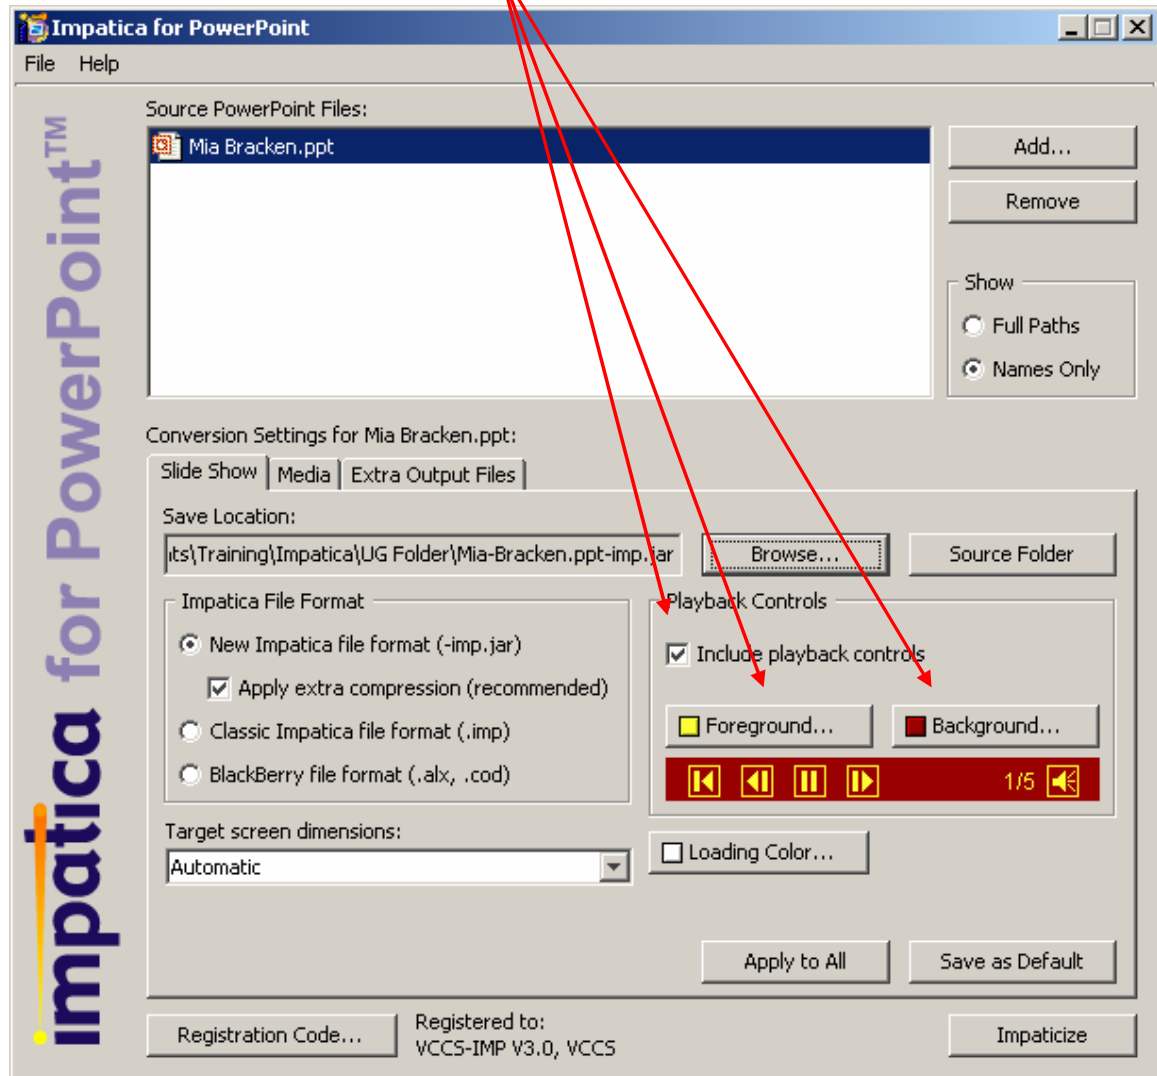 Impatica for PowerPoint
File Help
impatica for PowerPoint™
Source PowerPoint Files:
Mia Bracken.ppt
Add...
Remove
Show
Full Paths
Names Only
Conversion Settings for Mia Bracken.ppt:
Slide Show Media Extra Output Files
Save Location:
its\Training\Impatica\UG Folder\Mia-Bracken.ppt-imp.jar Browse... Source Folder
Impatica File Format
New Impatica file format (-imp.jar)
Apply extra compression (recommended)
Classic Impatica file format (.imp)
BlackBerry file format (.alx, .cod)
Playback Controls
Include playback controls
Foreground... Background...
1/5
Target screen dimensions:
Automatic
Loading Color...
Apply to All Save as Default
Registration Code...
Registered to:
VCCS-IMP V3.0, VCCS
Impaticize